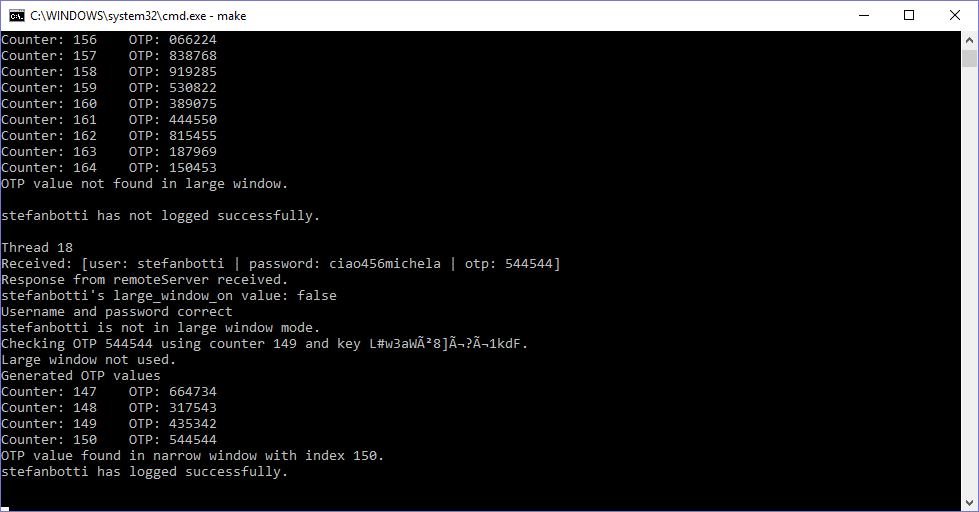 C:\WINDOWS\system32\cmd.exe - make
Counter: 156    OTP: 066224
Counter: 157    OTP: 838768
Counter: 158    OTP: 919285
Counter: 159    OTP: 530822
Counter: 160    OTP: 389075
Counter: 161    OTP: 444550
Counter: 162    OTP: 815455
Counter: 163    OTP: 187969
Counter: 164    OTP: 150453
OTP value not found in large window.
stefanbotti has not logged successfully.
Thread 18
Received: [user: stefanbotti | password: ciao456michela | otp: 544544]
Response from remoteServer received.
stefanbotti's large_window_on value: false
Username and password correct
stefanbotti is not in large window mode.
Checking OTP 544544 using counter 149 and key L#w3aWÃ²8]Ã¬?Ã¬1kdF.
Large window not used.
Generated OTP values
Counter: 147    OTP: 664734
Counter: 148    OTP: 317543
Counter: 149    OTP: 435342
Counter: 150    OTP: 544544
OTP value found in narrow window with index 150.
stefanbotti has logged successfully.